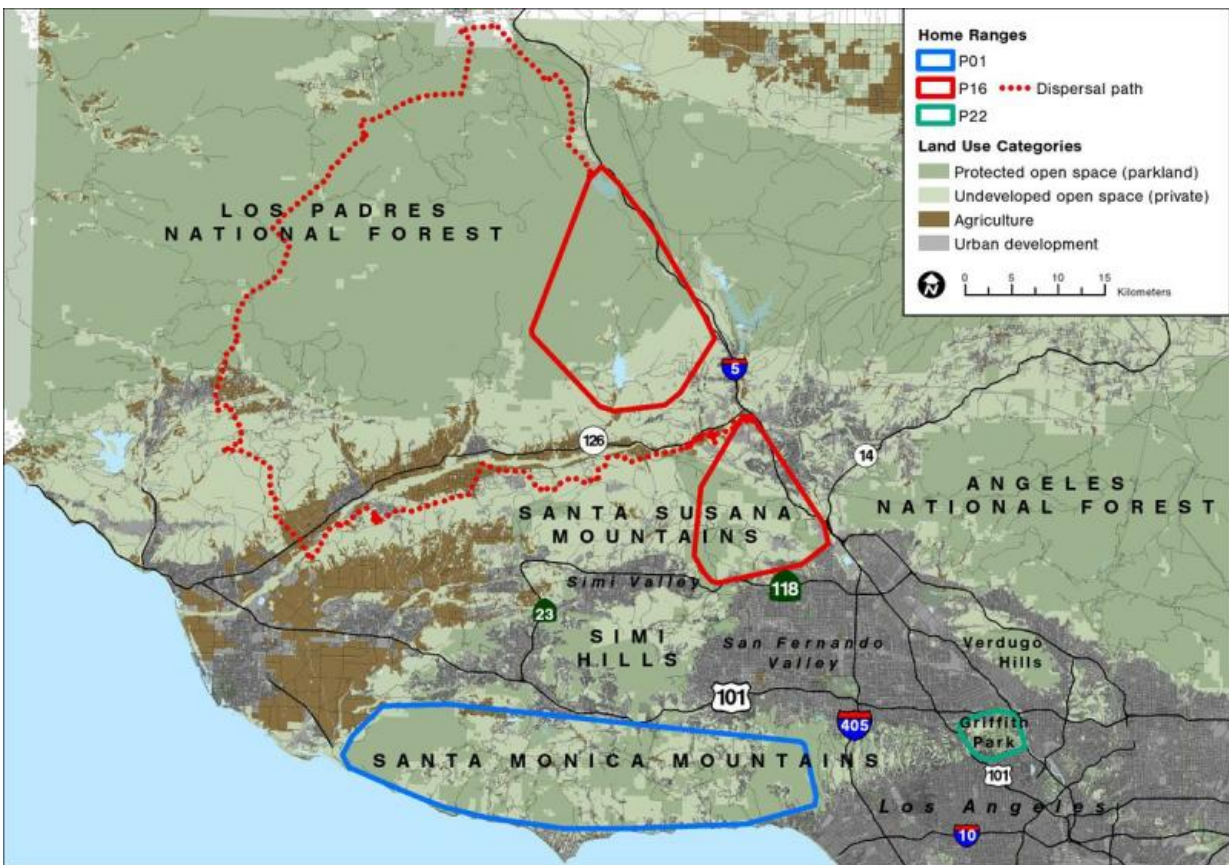 Home Ranges
P01
P16 Dispersal path
P22
Land Use Categories
Protected open space (parkland)
Undeveloped open space (private)
Agriculture
Urban development
N
0 5 10 15
Kilometers
LOS PADRES
NATIONAL FOREST
5
126
14
ANGELES
NATIONAL FOREST
SANTA SUSANA
MOUNTAINS
Simi Valley
118
23
SIMI
HILLS
San Fernando
Valley
Verdugo
Hills
101
405
Griffith
Park
SANTA MONICA MOUNTAINS
101
Los Angeles
10